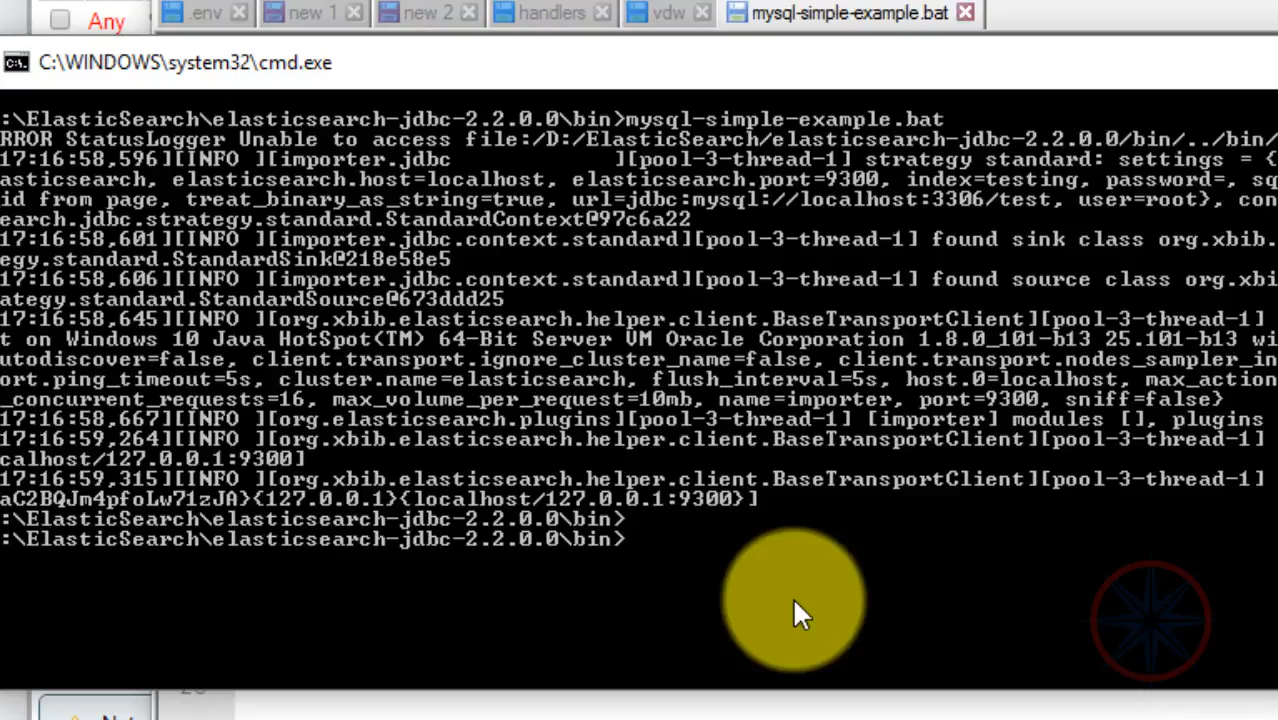 Any
.env
new 1
new 2
handlers
vdw
mysql-simple-example.bat
C:\WINDOWS\system32\cmd.exe
:\ElasticSearch\elasticsearch-jdbc-2.2.0.0\bin>mysql-simple-example.bat
RROR StatusLogger Unable to access file:/D:/ElasticSearch/elasticsearch-jdbc-2.2.0.0/bin/../bin/
17:16:58,596][INFO ][importer.jdbc ][pool-3-thread-1] strategy standard: settings = {
asticsearch, elasticsearch.host=localhost, elasticsearch.port=9300, index=testing, password=, sq
id from page, treat_binary_as_string=true, url=jdbc:mysql://localhost:3306/test, user=root}, con
search.jdbc.strategy.standard.StandardContext@97c6a22
17:16:58,601][INFO ][importer.jdbc.context.standard][pool-3-thread-1] found sink class org.xbib.
egy.standard.StandardSink@218e58e5
17:16:58,606][INFO ][importer.jdbc.context.standard][pool-3-thread-1] found source class org.xbi
ategy.standard.StandardSource@673ddd25
17:16:58,645][INFO ][org.xbib.elasticsearch.helper.client.BaseTransportClient][pool-3-thread-1]
t on Windows 10 Java HotSpot(TM) 64-Bit Server VM Oracle Corporation 1.8.0_101-b13 25.101-b13 wi
utodiscover=false, client.transport.ignore_cluster_name=false, client.transport.nodes_sampler_in
ort.ping_timeout=5s, cluster.name=elasticsearch, flush_interval=5s, host.0=localhost, max_action
_concurrent_requests=16, max_volume_per_request=10mb, name=importer, port=9300, sniff=false}
17:16:58,667][INFO ][org.elasticsearch.plugins][pool-3-thread-1] [importer] modules [], plugins
17:16:59,264][INFO ][org.xbib.elasticsearch.helper.client.BaseTransportClient][pool-3-thread-1]
calhost/127.0.0.1:9300]
17:16:59,315][INFO ][org.xbib.elasticsearch.helper.client.BaseTransportClient][pool-3-thread-1]
aC2BQJm4pfoLw71zJA}{127.0.0.1}{localhost/127.0.0.1:9300}]
:\ElasticSearch\elasticsearch-jdbc-2.2.0.0\bin>
:\ElasticSearch\elasticsearch-jdbc-2.2.0.0\bin>